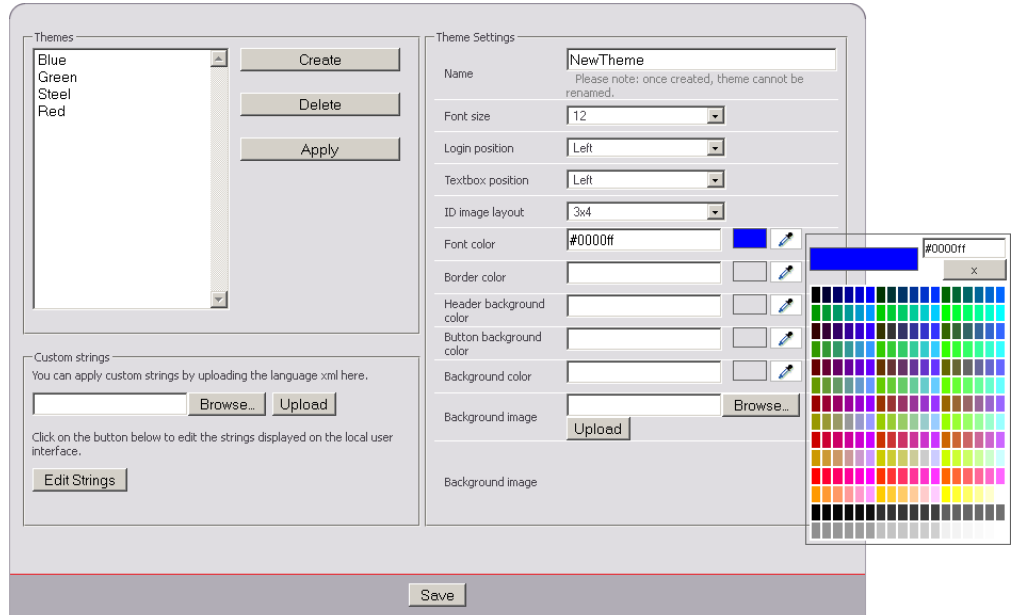 Themes
Blue
Green
Steel
Red
Create
Delete
Apply
Custom strings
You can apply custom strings by uploading the language xml here.
Browse... Upload
Click on the button below to edit the strings displayed on the local user
interface.
Edit Strings
Theme Settings
Name NewTheme
Please note: once created, theme cannot be
renamed.
Font size 12
Login position Left
Textbox position Left
ID image layout 3x4
Font color #0000ff
Border color
Header background
color
Button background
color
Background color
Background image Browse...
Upload
Background image
#0000ff
x
Save